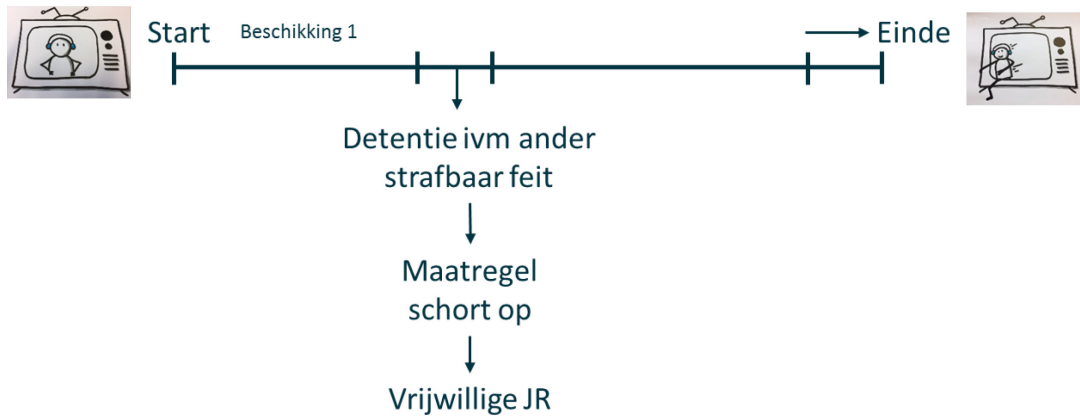 Start
Beschikking 1
Einde
Detentie ivm ander
strafbaar feit
Maatregel
schort op
Vrijwillige JR